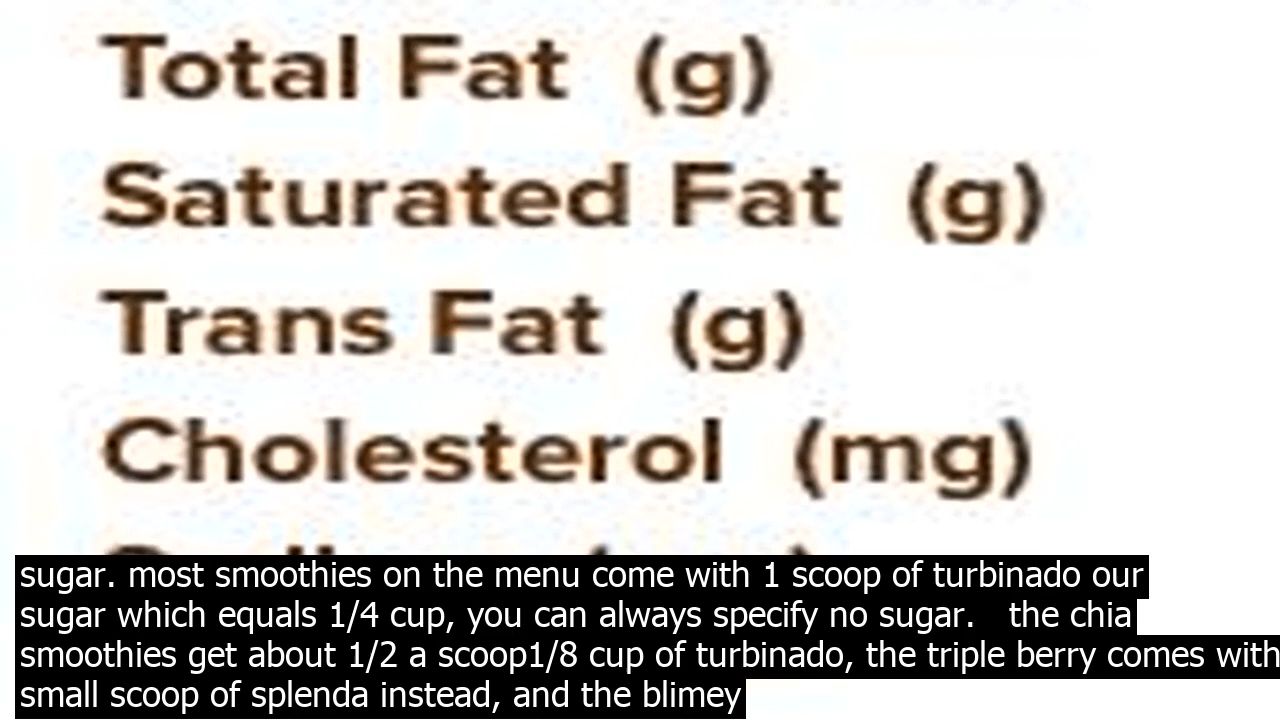 Total Fat (g)
Saturated Fat (g)
Trans Fat (g)
Cholesterol (mg)
sugar. most smoothies on the menu come with 1 scoop of turbinado our
sugar which equals 1/4 cup, you can always specify no sugar. the chia
smoothies get about 1/2 a scoop1/8 cup of turbinado, the triple berry comes with
small scoop of splenda instead, and the blimey